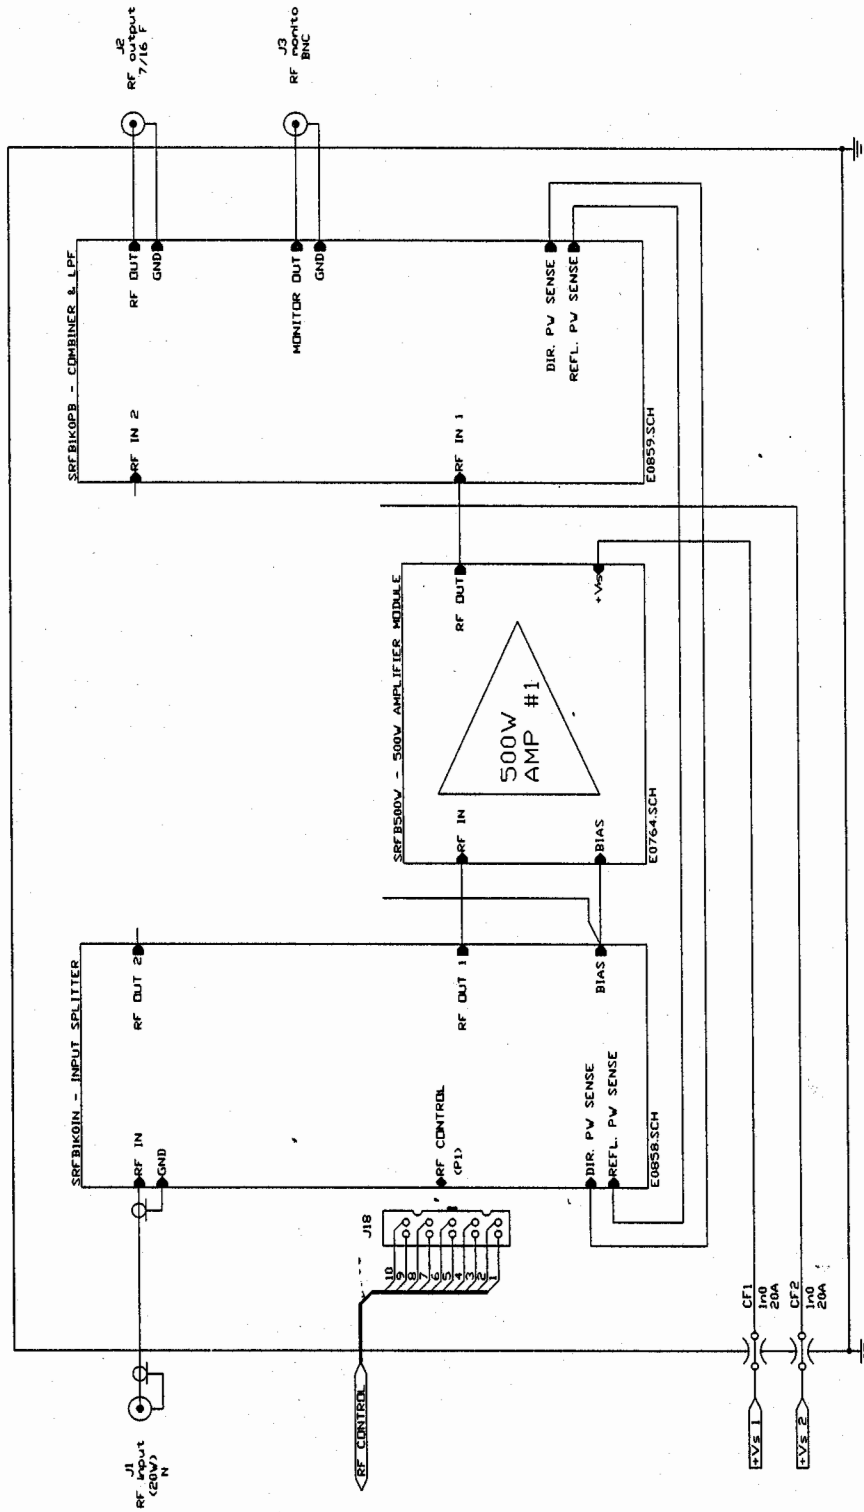 J1
RF input
(20W)
N
SRFB1K0IN - INPUT SPLITTER
RF IN
GND
RF OUT 2
RF CONTROL
(P1)
RF OUT 1
DIR. PW SENSE
REFL. PW SENSE
BIAS
E0858.SCH
RF CONTROL
J18
10
9
8
7
6
5
4
3
2
1
SRFB500W - 500W AMPLIFIER MODULE
RF IN
RF OUT
500W
AMP #1
BIAS
+Vs
E0764.SCH
SRFB1K0PB - COMBINER & LPF
RF IN 2
RF OUT
GND
MONITOR OUT
GND
RF IN 1
DIR. PW SENSE
REFL. PW SENSE
E0859.SCH
J2
RF output
7/16 F
J3
RF monito
BNC
+Vs 1
CF1
1n0
20A
+Vs 2
CF2
1n0
20A